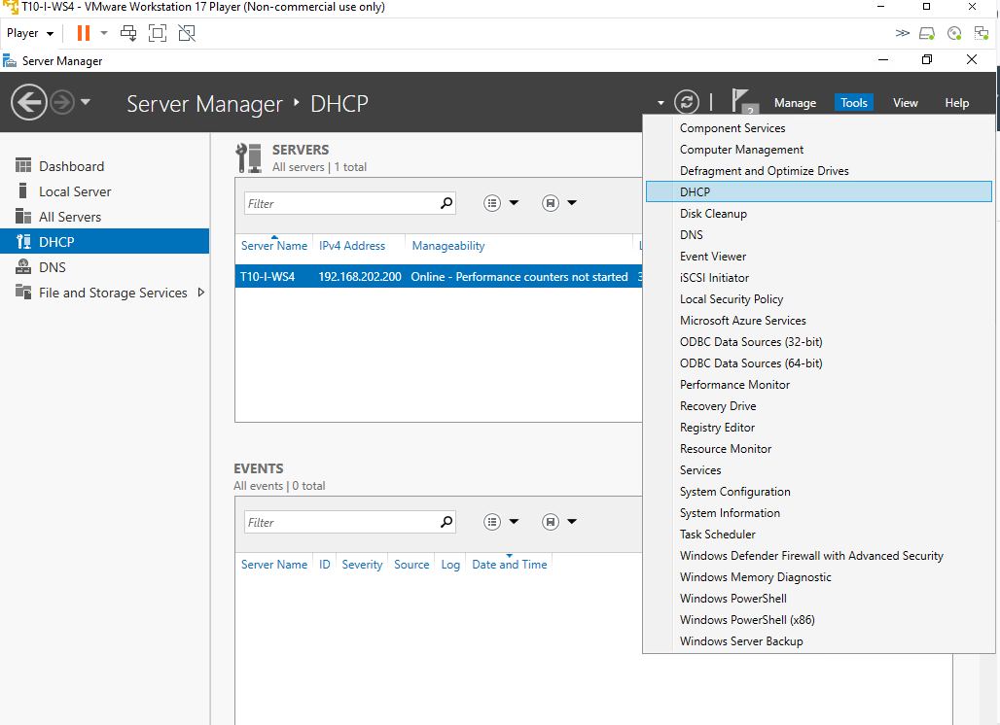 T10-I-WS4 - VMware Workstation 17 Player (Non-commercial use only)
Player
Server Manager
Server Manager DHCP
Manage Tools View Help
Dashboard
Local Server
All Servers
DHCP
DNS
File and Storage Services
SERVERS
All servers | 1 total
Filter
Server Name IPv4 Address Manageability
T10-I-WS4 192.168.202.200 Online - Performance counters not started
EVENTS
All events | 0 total
Filter
Server Name ID Severity Source Log Date and Time
Component Services
Computer Management
Defragment and Optimize Drives
DHCP
Disk Cleanup
DNS
Event Viewer
iSCSI Initiator
Local Security Policy
Microsoft Azure Services
ODBC Data Sources (32-bit)
ODBC Data Sources (64-bit)
Performance Monitor
Recovery Drive
Registry Editor
Resource Monitor
Services
System Configuration
System Information
Task Scheduler
Windows Defender Firewall with Advanced Security
Windows Memory Diagnostic
Windows PowerShell
Windows PowerShell (x86)
Windows Server Backup